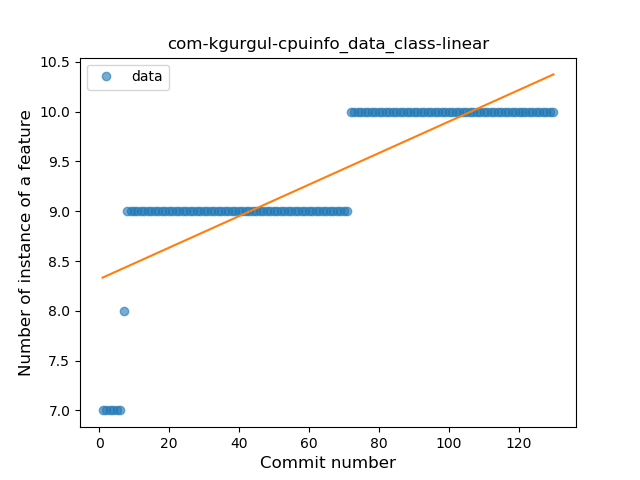 com-kgurgul-cpuinfo_data_class-linear
data
Number of instance of a feature
10.5
10.0
9.5
9.0
8.5
8.0
7.5
7.0
0 20 40 60 80 100 120
Commit number